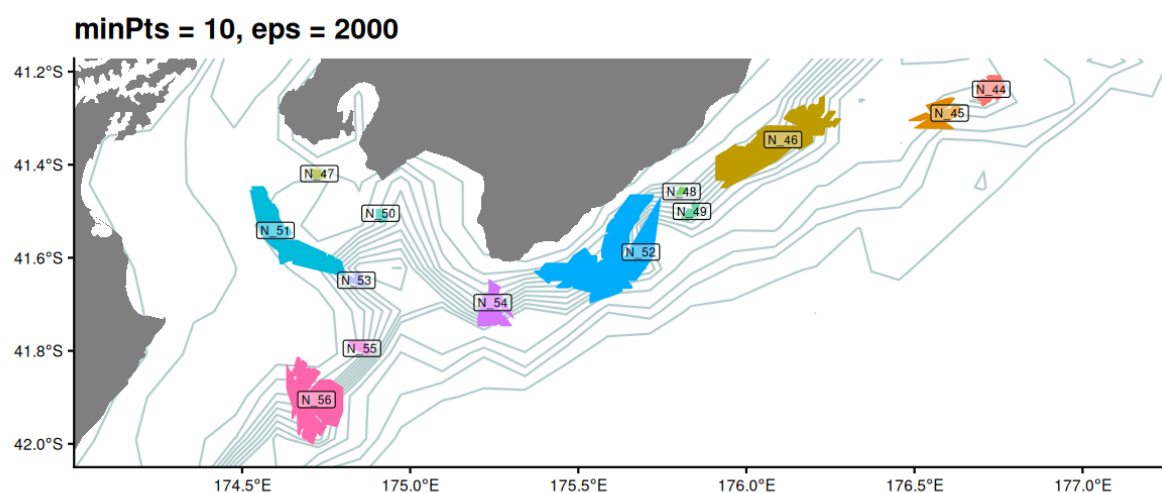 minPts = 10, eps = 2000
41.2°S
41.4°S
41.6°S
41.8°S
42.0°S
N_44
N_45
N_46
N_47
N_48
N_49
N_50
N_51
N_52
N_53
N_54
N_55
N_56
174.5°E
175.0°E
175.5°E
176.0°E
176.5°E
177.0°E